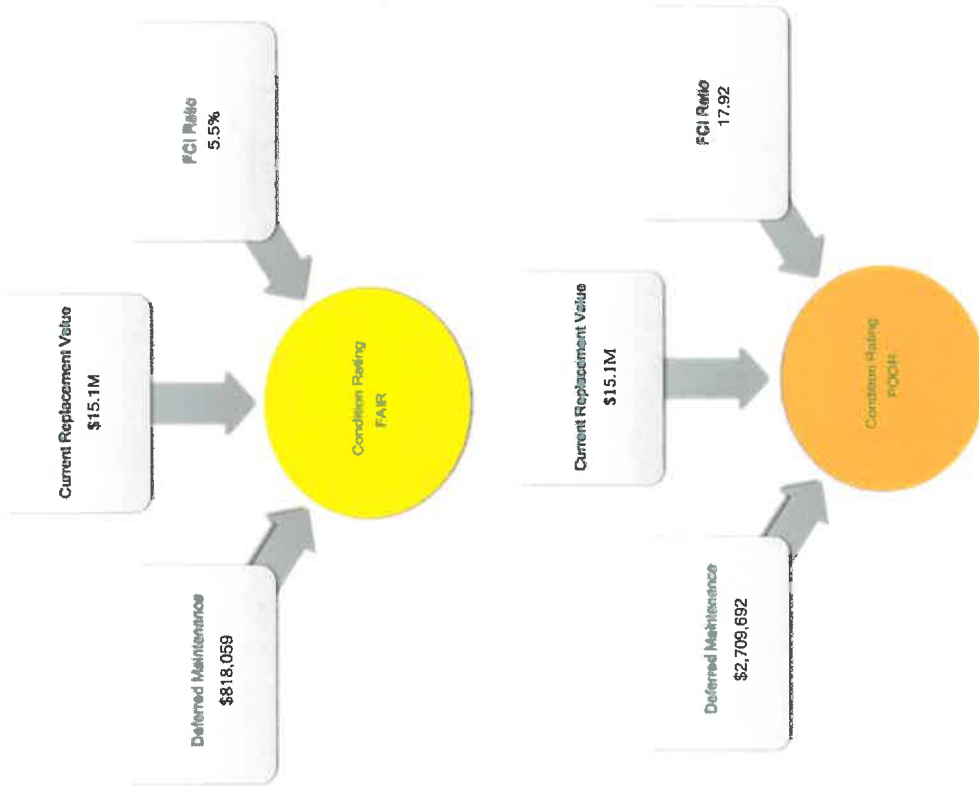 Deferred Maintenance
$818,059
Current Replacement Value
$15.1M
FCI Ratio
5.5%
Condition Rating
FAIR
Deferred Maintenance
$2,709,692
Current Replacement Value
$15.1M
FCI Ratio
17.92
Condition Rating
POOR